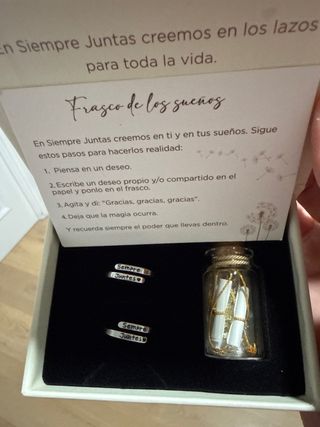 En Siempre Juntas creemos en los lazos
para toda la vida.
Frasco de los sueños
En Siempre Juntas creemos en ti y en tus sueños. Sigue
estos pasos para hacerlos realidad:
1. Piensa en un deseo.
2. Escribe un deseo propio y/o compartido en el
papel y ponlo en el frasco.
3. Agita y di: "Gracias, gracias, gracias".
4. Deja que la magia ocurra.
Y recuerda siempre el poder que llevas dentro.
Siempre
Juntas
Siempre
Juntas